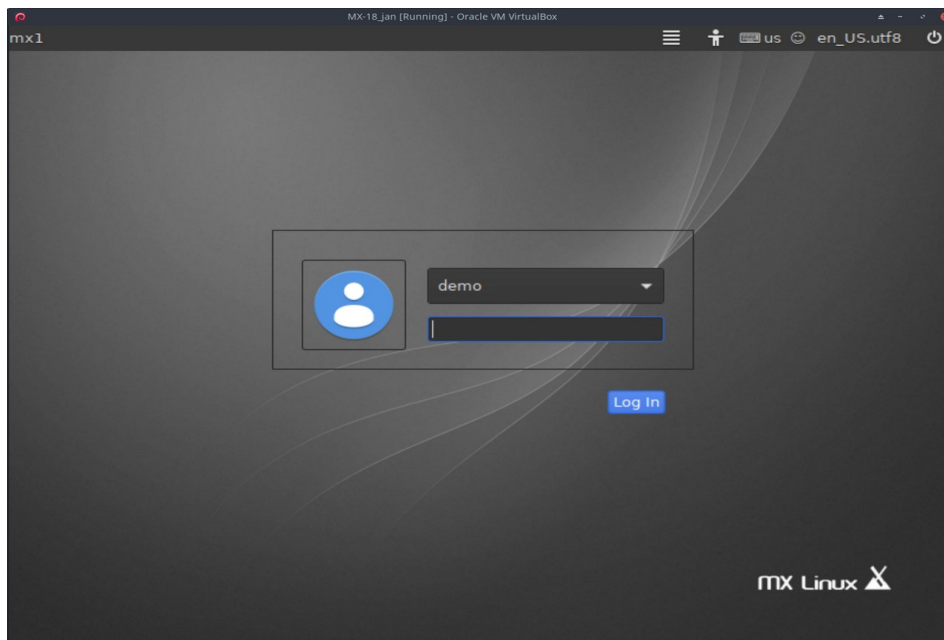 MX-18_jan [Running] - Oracle VM VirtualBox
mx1 us en_US.utf8
demo
Log In
mx Linux